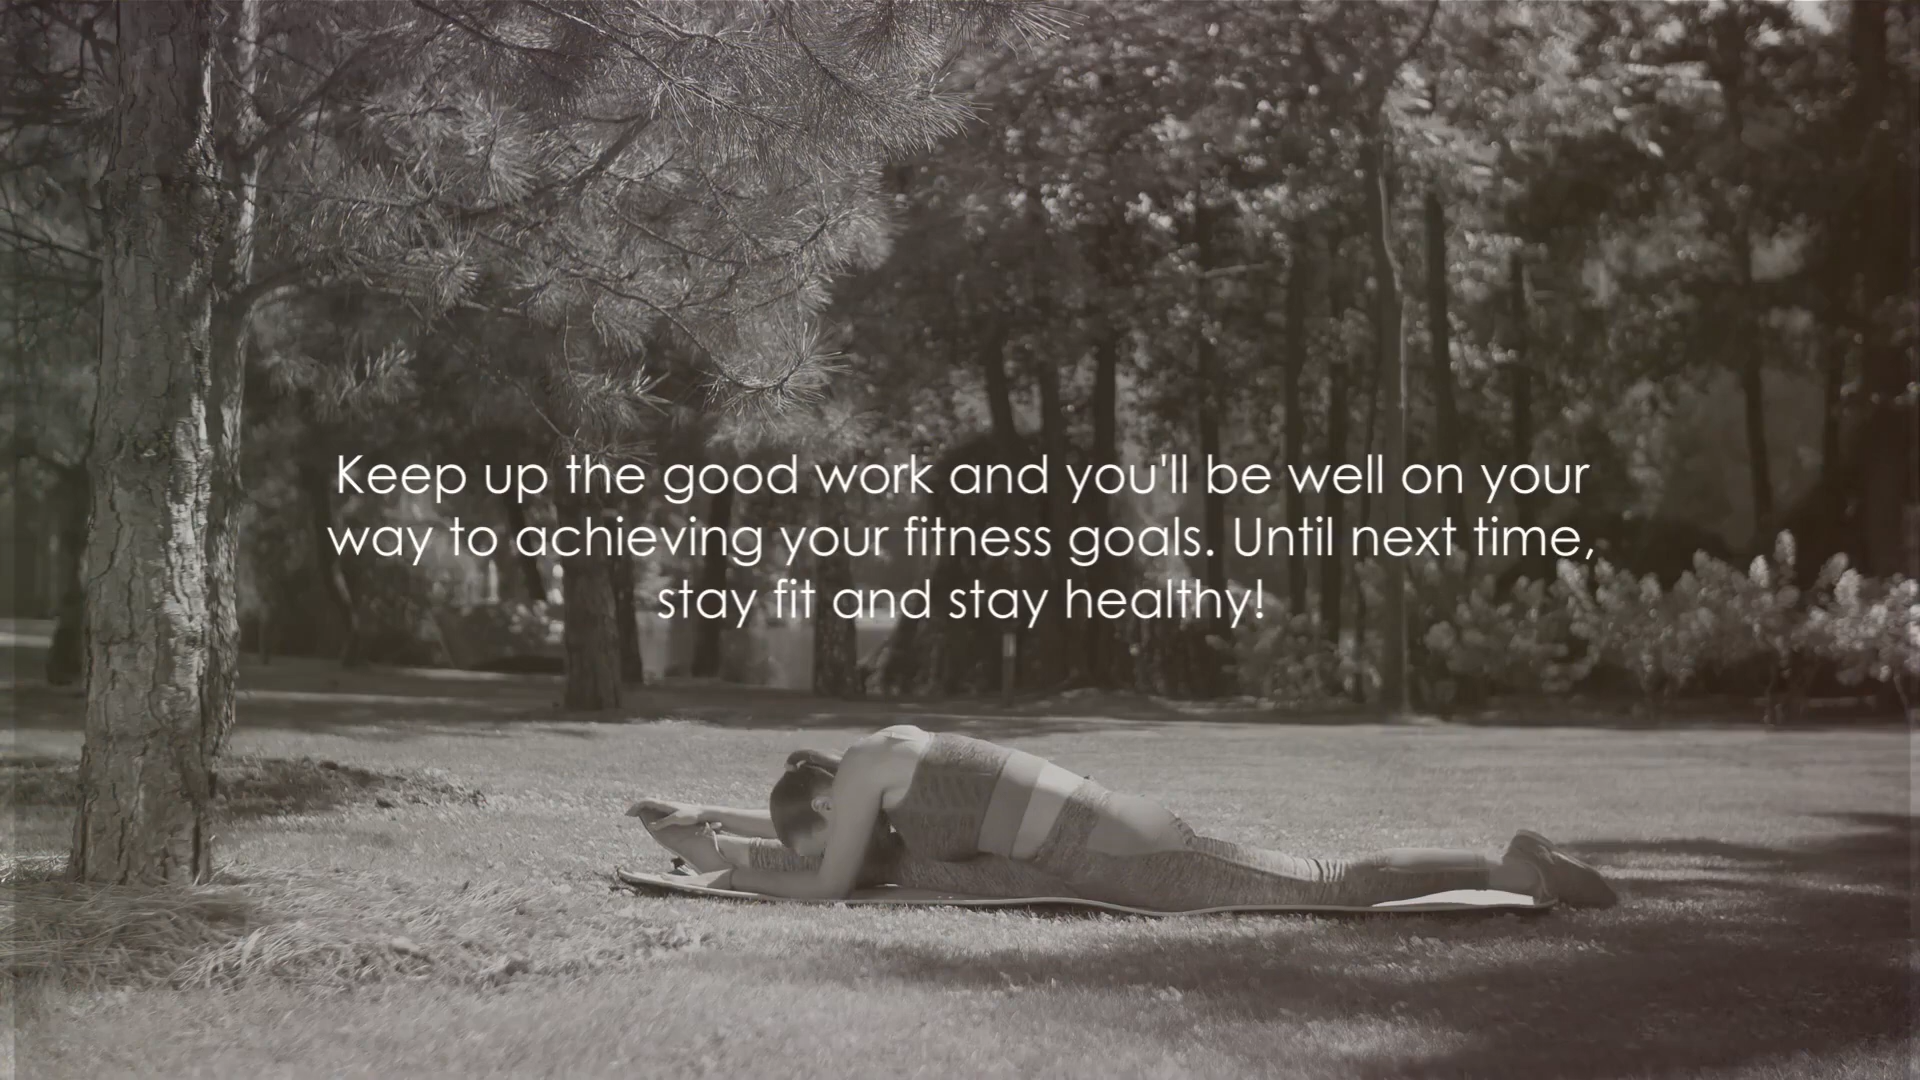 Keep up the good work and you'll be well on your
way to achieving your fitness goals. Until next time,
stay fit and stay healthy!